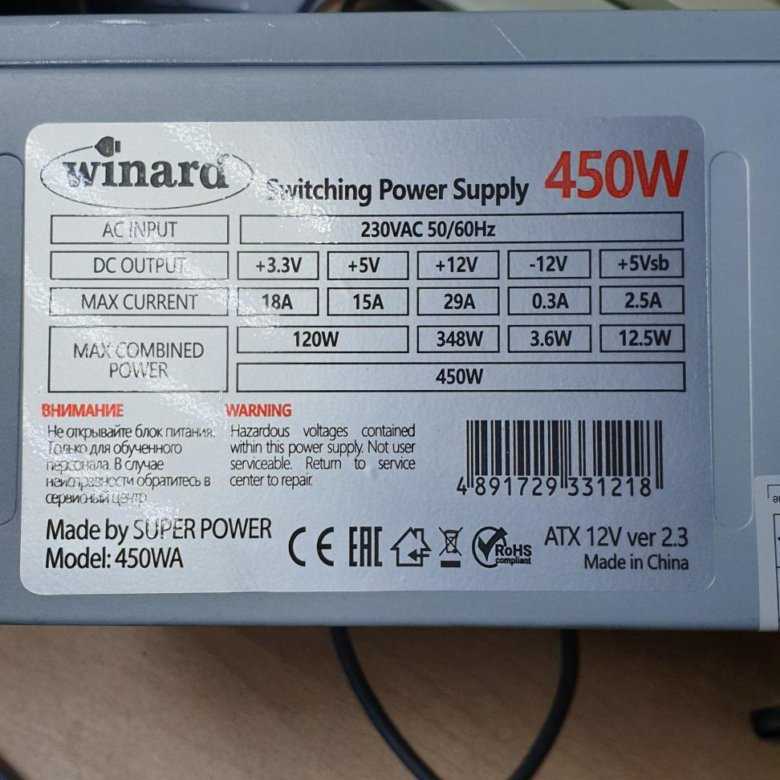 winard
Switching Power Supply 450W
AC INPUT 230VAC 50/60Hz
DC OUTPUT +3.3V +5V +12V -12V +5Vsb
MAX CURRENT 18A 15A 29A 0.3A 2.5A
MAX COMBINED POWER 120W 348W 3.6W 12.5W
450W
ВНИМАНИЕ
Не открывайте блок питания.
Только для обученного
персонала. В случае
неисправности обратитесь в
сервисный центр
WARNING
Hazardous voltages contained
within this power supply. Not user
serviceable. Return to service
center to repair.
4 891729 331218
Made by SUPER POWER
Model: 450WA
CE EAC
RoHS
compliant
ATX 12V ver 2.3
Made in China